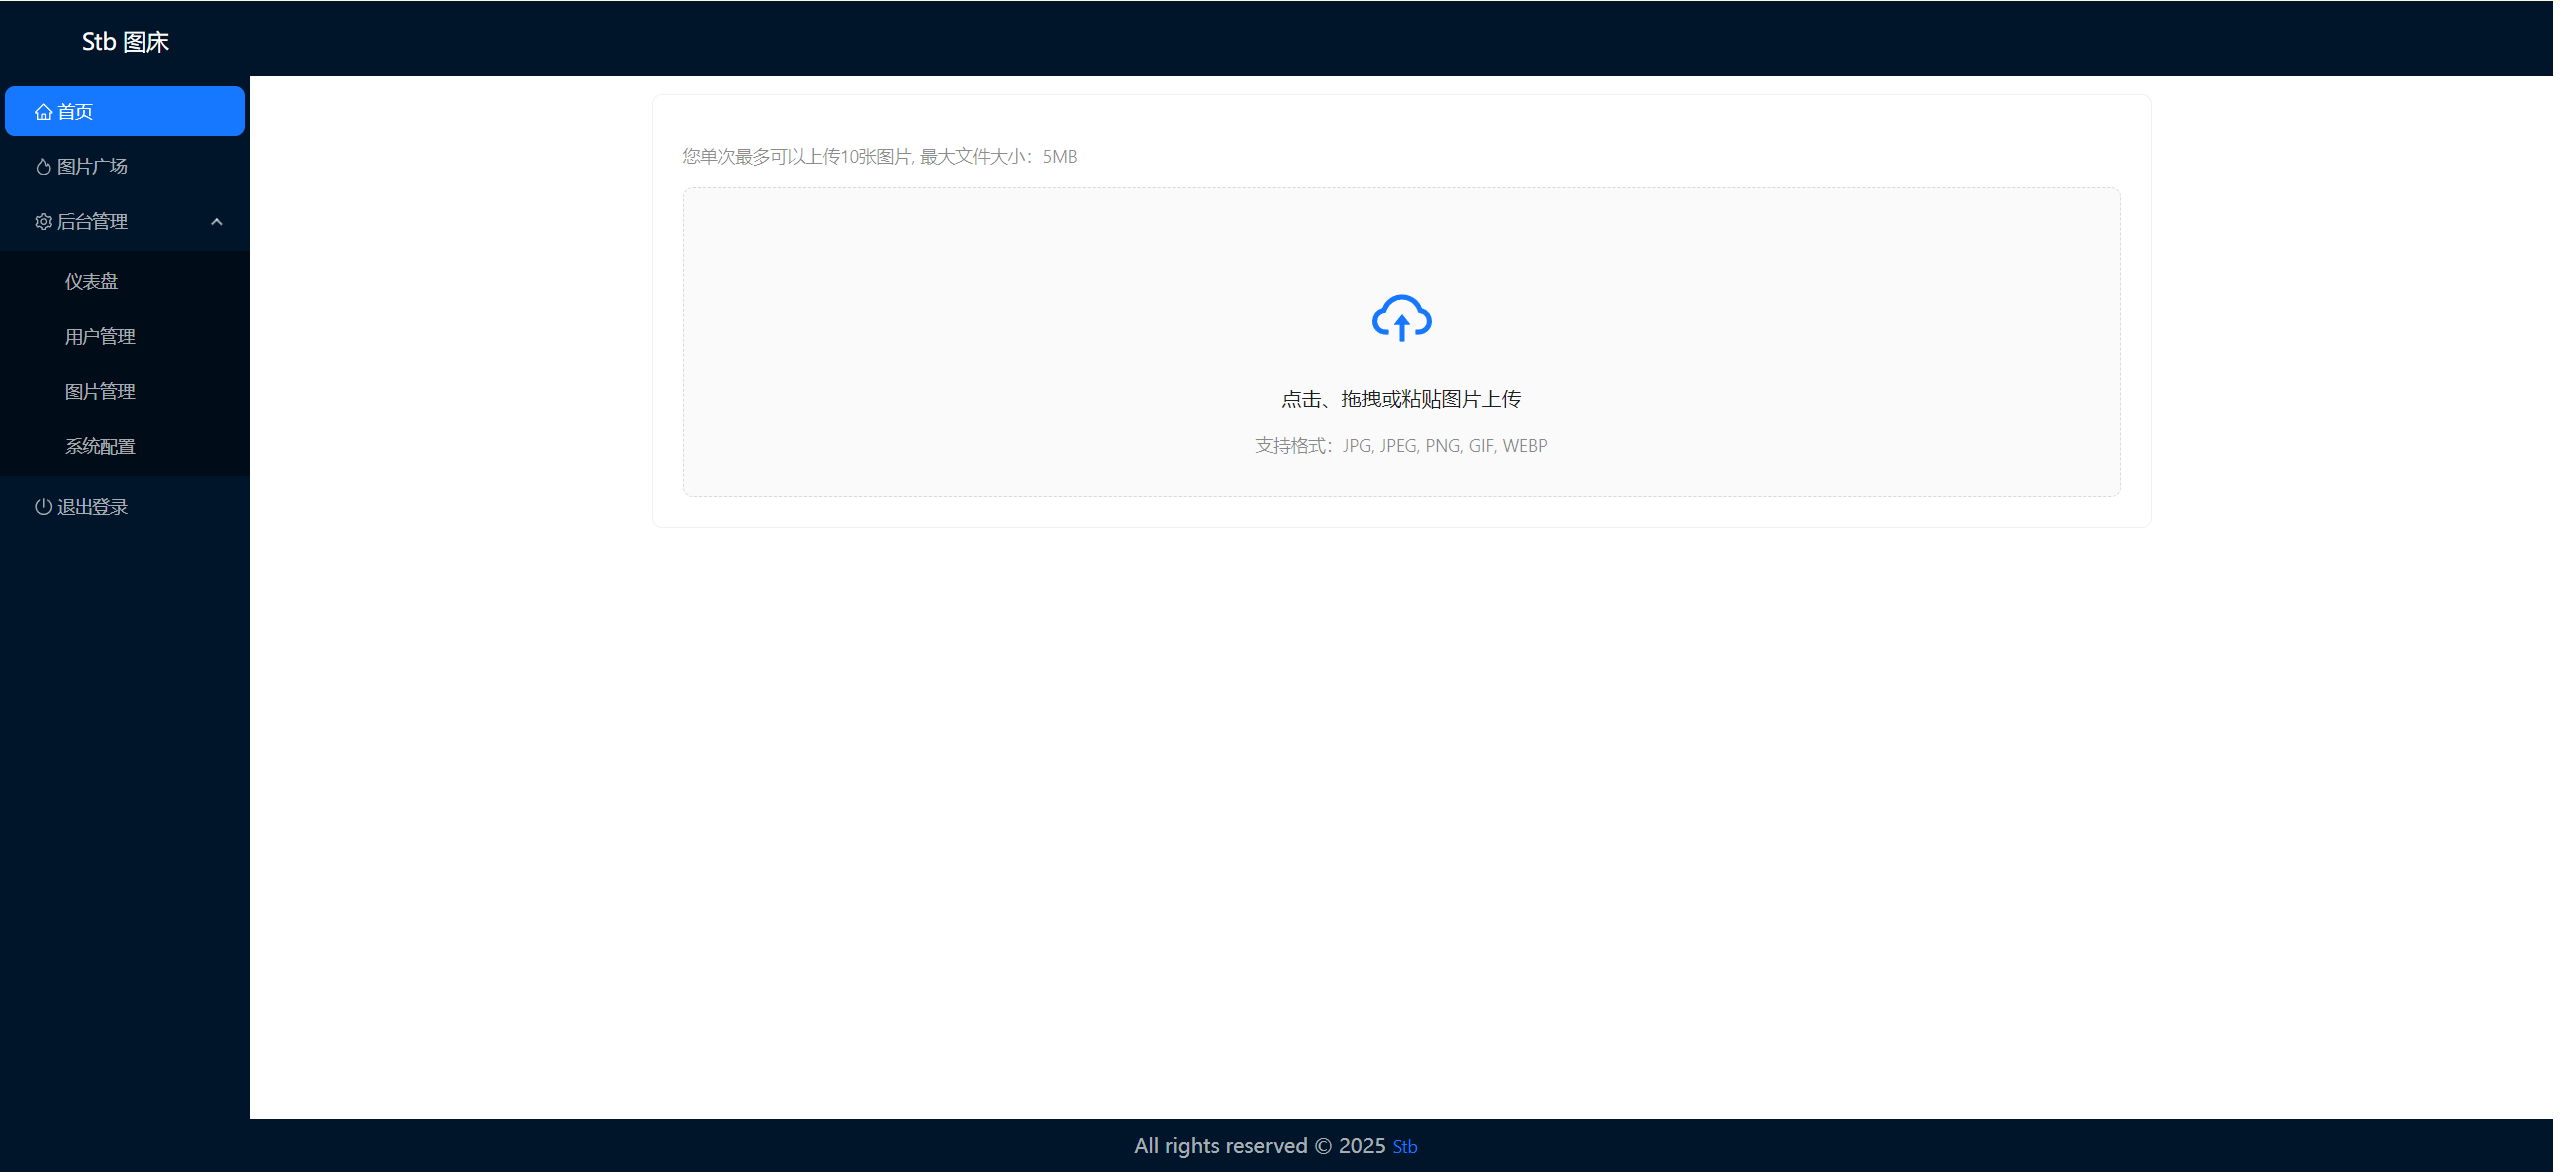 Stb 图床
首页
图片广场
后台管理
仪表盘
用户管理
图片管理
系统配置
退出登录
您单次最多可以上传10张图片, 最大文件大小：5MB
点击、拖拽或粘贴图片上传
支持格式：JPG, JPEG, PNG, GIF, WEBP
All rights reserved © 2025 Stb